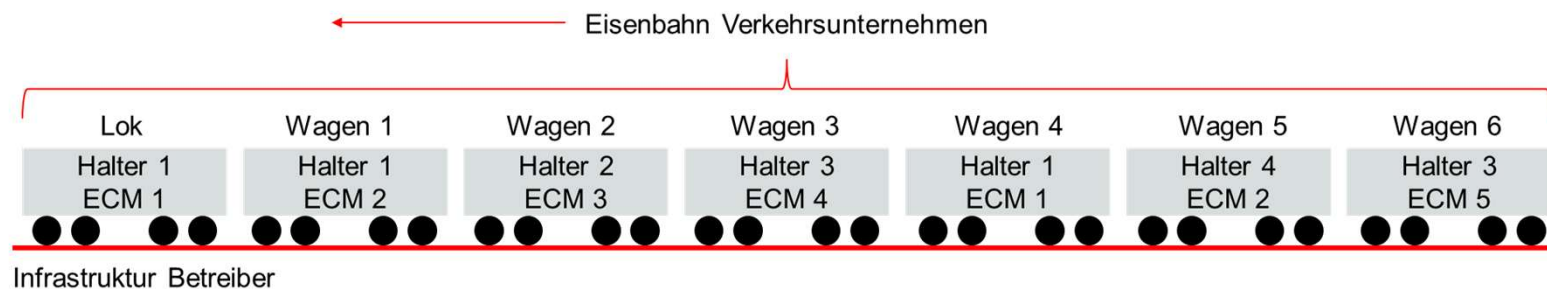 Eisenbahn Verkehrsunternehmen
Lok Wagen 1 Wagen 2 Wagen 3 Wagen 4 Wagen 5 Wagen 6
Halter 1 Halter 1 Halter 2 Halter 3 Halter 1 Halter 4 Halter 3
ECM 1 ECM 2 ECM 3 ECM 4 ECM 1 ECM 2 ECM 5
Infrastruktur Betreiber